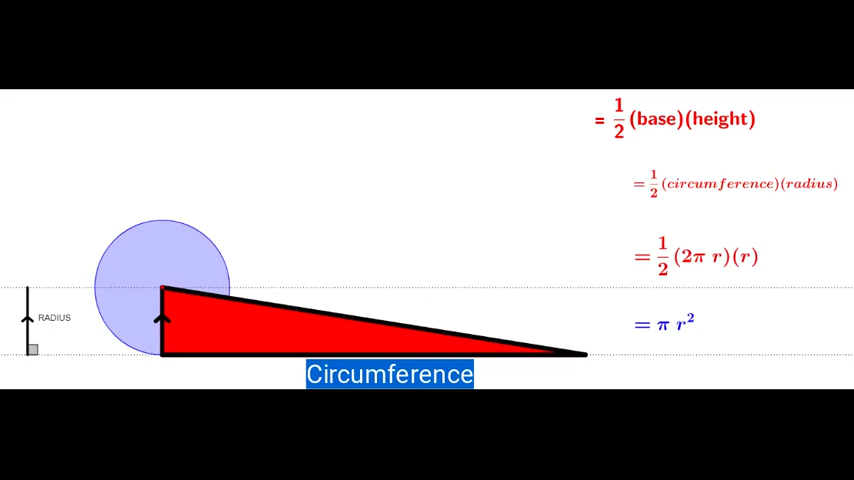 = 1/2 (base)(height)
= 1/2 (circumference)(radius)
= 1/2 (2π r)(r)
= π r²
RADIUS
Circumference